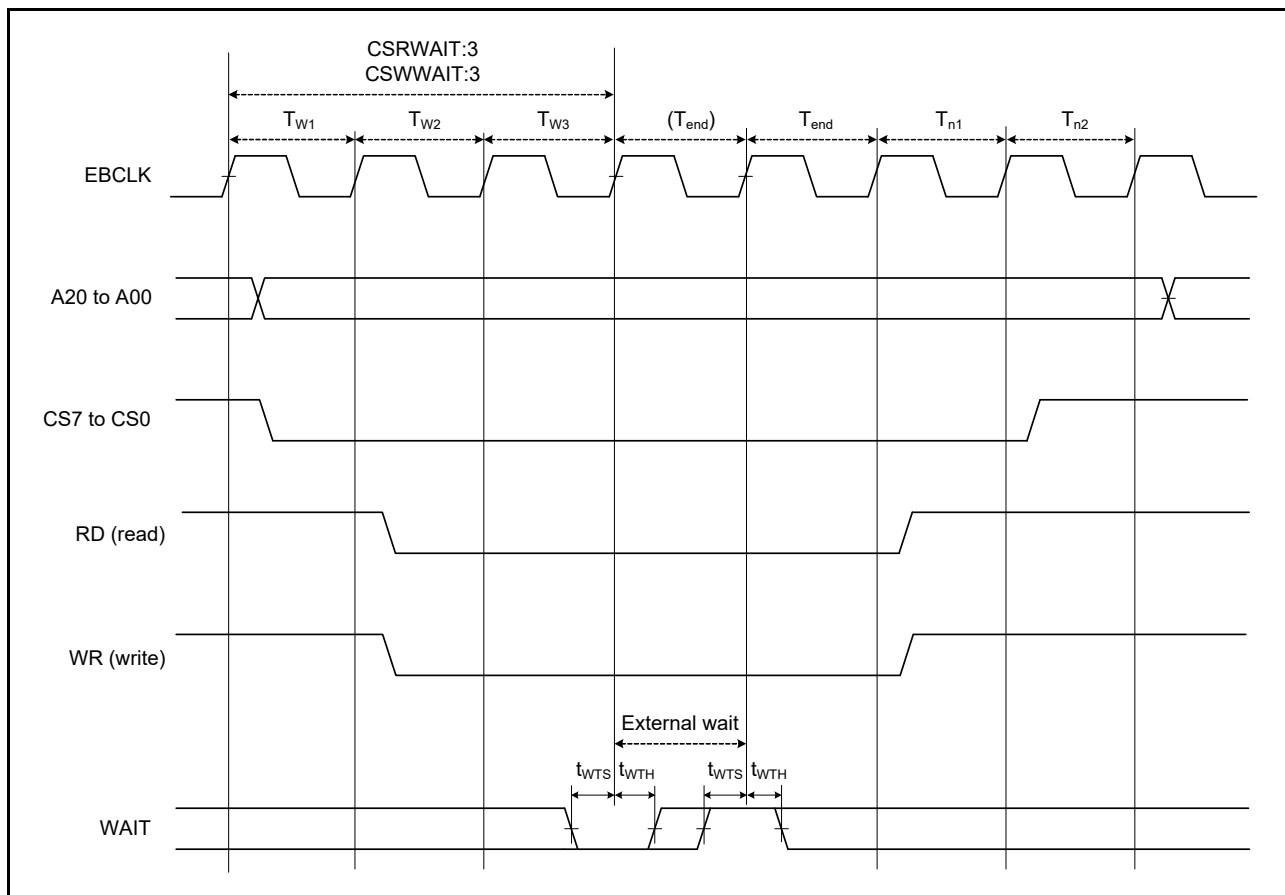 CSRWAIT:3
CSWWAIT:3
TW1 TW2 TW3 (Tend) Tend Tn1 Tn2
EBCLK
A20 to A00
CS7 to CS0
RD (read)
WR (write)
External wait
tWTS tWTH tWTS tWTH
WAIT